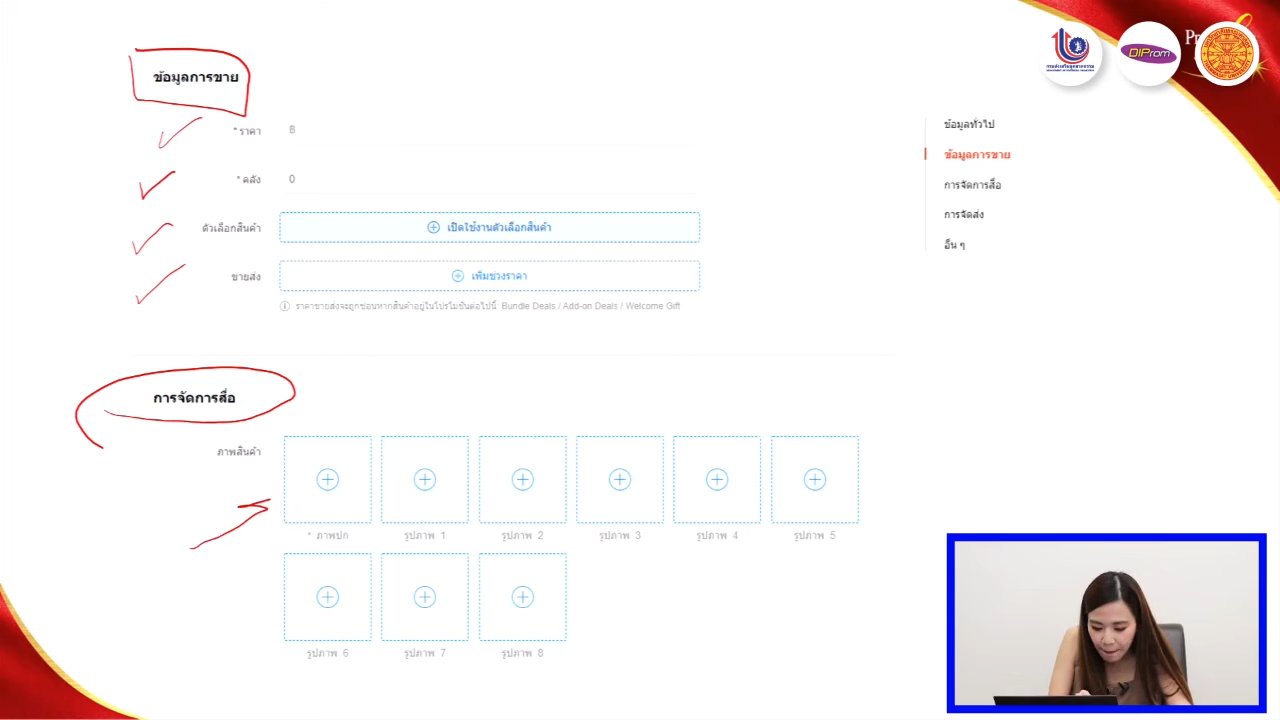 ข้อมูลการขาย
* ราคา
฿
* คลัง
0
ตัวเลือกสินค้า
เปิดใช้งานตัวเลือกสินค้า
ขายส่ง
เพิ่มช่วงราคา
ราคาขายส่งจะถูกซ่อนหากสินค้าอยู่ในโปรโมชันต่อไปนี้: Bundle Deals / Add-on Deals / Welcome Gift
การจัดการสื่อ
ภาพสินค้า
* ภาพปก
รูปภาพ 1
รูปภาพ 2
รูปภาพ 3
รูปภาพ 4
รูปภาพ 5
รูปภาพ 6
รูปภาพ 7
รูปภาพ 8
DIProm
ข้อมูลทั่วไป
ข้อมูลการขาย
การจัดการสื่อ
การจัดส่ง
อื่น ๆ